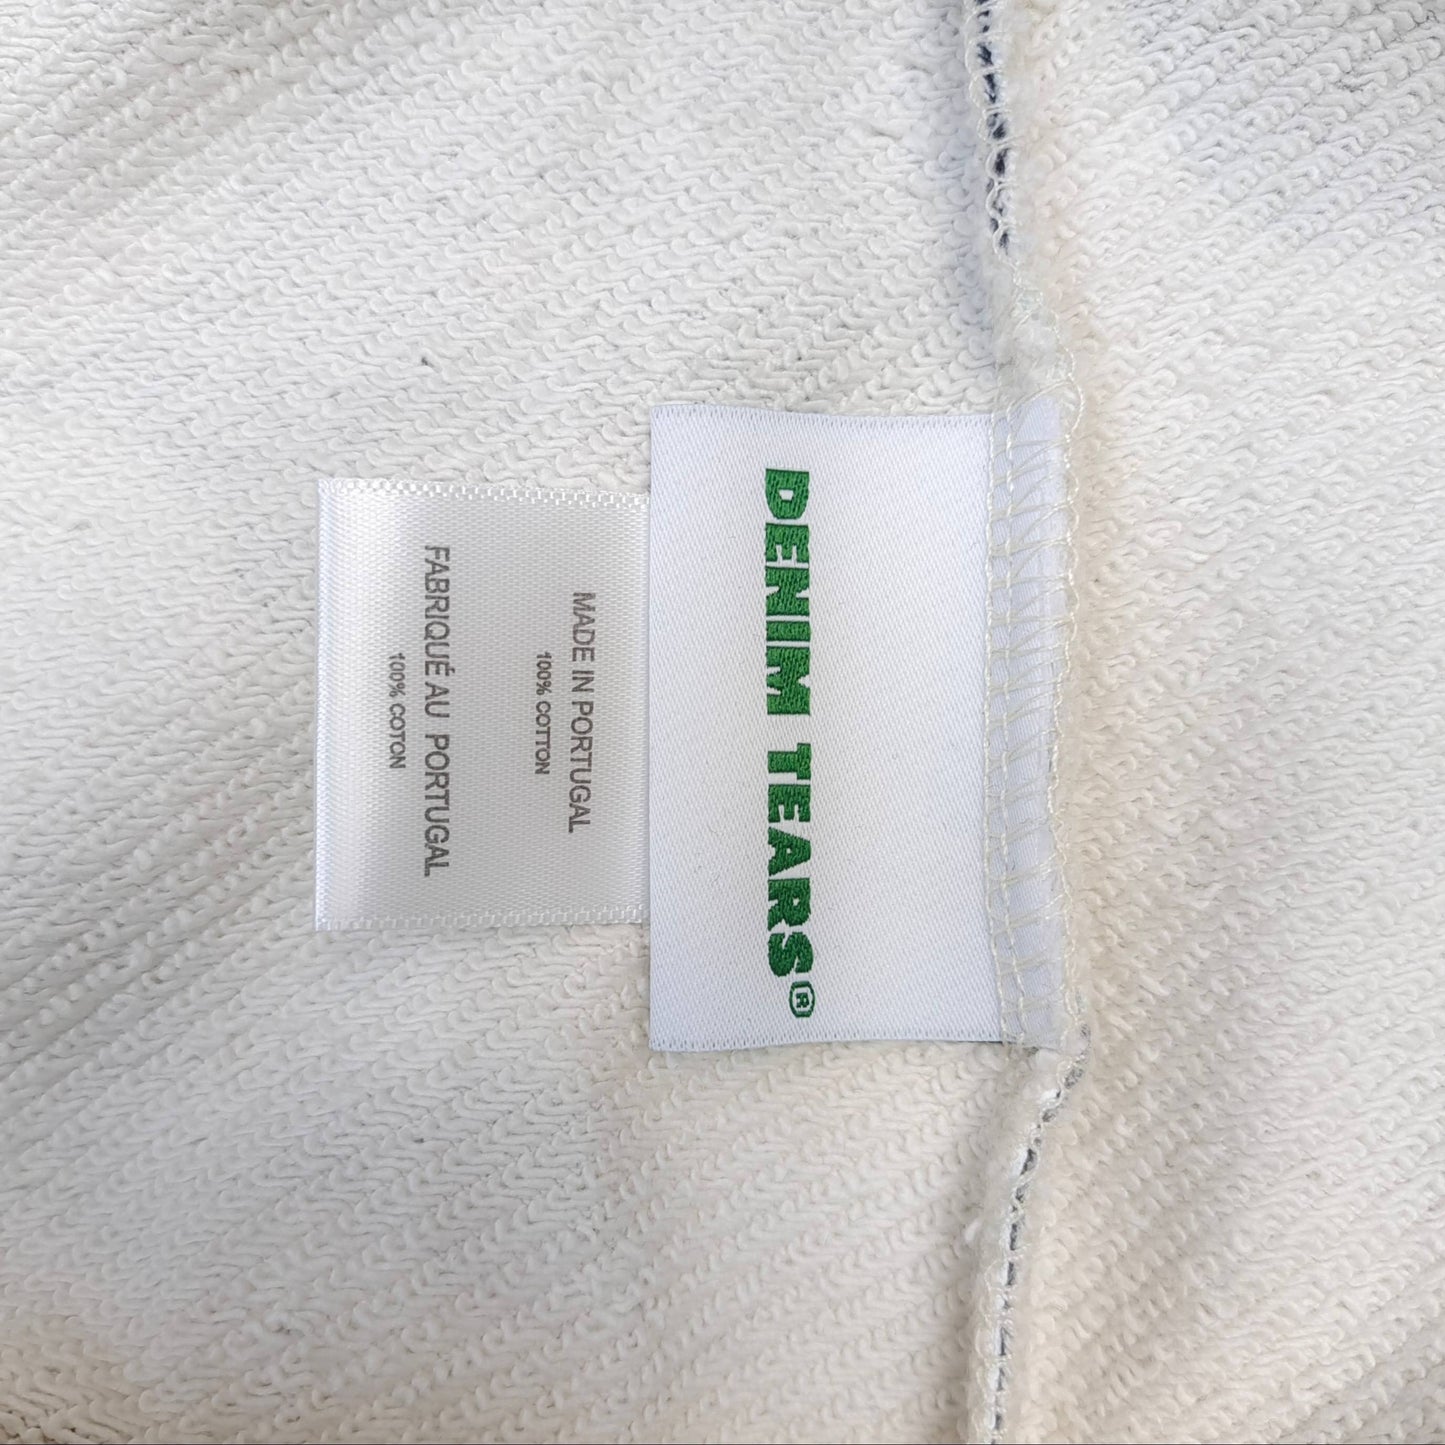 DENIM TEARS®
MADE IN PORTUGAL
100% COTTON
FABRIQUÉ AU PORTUGAL
100% COTON